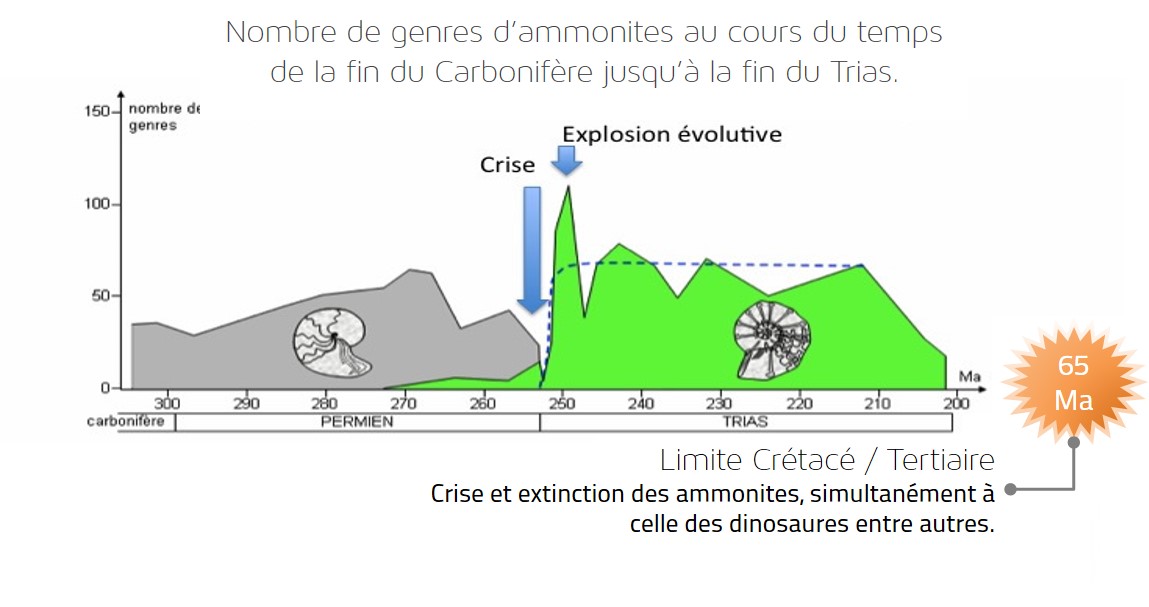 Nombre de genres d’ammonites au cours du temps
de la fin du Carbonifère jusqu’à la fin du Trias.
150
nombre de
genres
Explosion évolutive
Crise
100
50
0
Ma
300 290 280 270 260 250 240 230 220 210 200
carbonifère PERMIEN TRIAS
65
Ma
Limite Crétacé / Tertiaire
Crise et extinction des ammonites, simultanément à
celle des dinosaures entre autres.